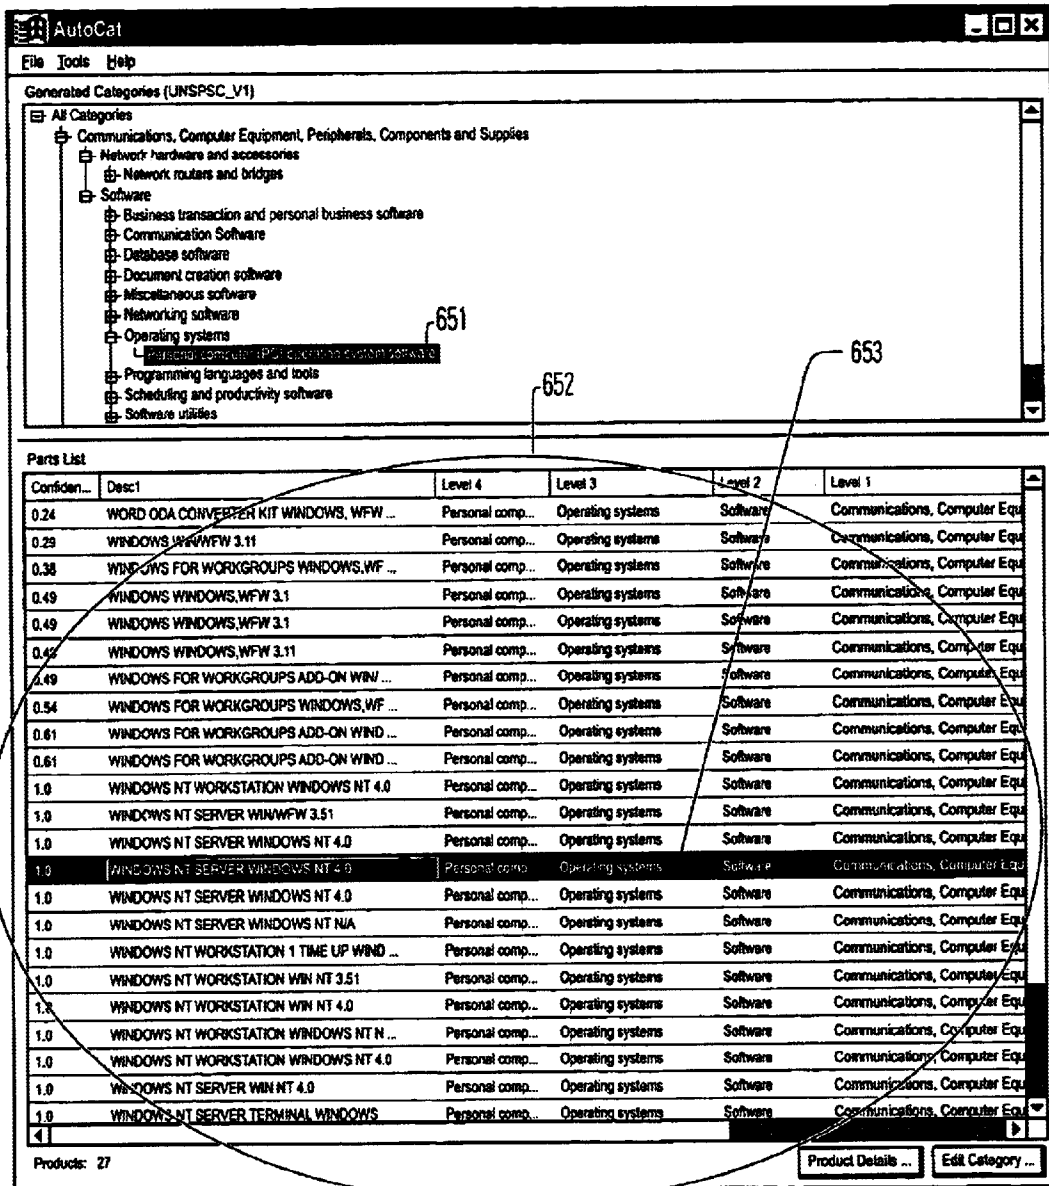 AutoCat
File Tools Help
Generated Categories (UNSPSC_V1)
All Categories
Communications, Computer Equipment, Peripherals, Components and Supplies
Network hardware and accessories
Network routers and bridges
Software
Business transaction and personal business software
Communication Software
Database software
Document creation software
Miscellaneous software
Networking software
Operating systems
651
Personal computer (PC) operation system software
Programming languages and tools
653
Scheduling and productivity software
652
Software utilities
Parts List
Confiden... Desc1 Level 4 Level 3 Level 2 Level 1
0.24 WORD ODA CONVERTER KIT WINDOWS, WFW ... Personal comp... Operating systems Software Communications, Computer Equ
0.29 WINDOWS WIN/WFW 3.11 Personal comp... Operating systems Software Communications, Computer Equ
0.38 WINDOWS FOR WORKGROUPS WINDOWS,WF ... Personal comp... Operating systems Software Communications, Computer Equ
0.49 WINDOWS WINDOWS,WFW 3.1 Personal comp... Operating systems Software Communications, Computer Equ
0.49 WINDOWS WINDOWS,WFW 3.1 Personal comp... Operating systems Software Communications, Computer Equ
WINDOWS WINDOWS,WFW 3.11 Personal comp... Operating systems Software Communications, Computer Equ
0.49 WINDOWS FOR WORKGROUPS ADD-ON WIN/ ... Personal comp... Operating systems Software Communications, Computer Equ
0.54 WINDOWS FOR WORKGROUPS WINDOWS,WF ... Personal comp... Operating systems Software Communications, Computer Equ
0.61 WINDOWS FOR WORKGROUPS ADD-ON WIND ... Personal comp... Operating systems Software Communications, Computer Equ
0.61 WINDOWS FOR WORKGROUPS ADD-ON WIND ... Personal comp... Operating systems Software Communications, Computer Equ
1.0 WINDOWS NT WORKSTATION WINDOWS NT 4.0 Personal comp... Operating systems Software Communications, Computer Equ
1.0 WINDOWS NT SERVER WIN/WFW 3.51 Personal comp... Operating systems Software Communications, Computer Equ
1.0 WINDOWS NT SERVER WINDOWS NT 4.0 Personal comp... Operating systems Software Communications, Computer Equ
1.0 WINDOWS NT SERVER WINDOWS NT 4.0 Personal comp Operating systems Software Communications, Computer Equ
1.0 WINDOWS NT SERVER WINDOWS NT 4.0 Personal comp... Operating systems Software Communications, Computer Equ
1.0 WINDOWS NT SERVER WINDOWS NT N/A Personal comp... Operating systems Software Communications, Computer Equ
1.0 WINDOWS NT WORKSTATION 1 TIME UP WIND ... Personal comp... Operating systems Software Communications, Computer Equ
1.0 WINDOWS NT WORKSTATION WIN NT 3.51 Personal comp... Operating systems Software Communications, Computer Equ
WINDOWS NT WORKSTATION WIN NT 4.0 Personal comp... Operating systems Software Communications, Computer Equ
1.0 WINDOWS NT WORKSTATION WINDOWS NT N ... Personal comp... Operating systems Software Communications, Computer Equ
1.0 WINDOWS NT WORKSTATION WINDOWS NT 4.0 Personal comp... Operating systems Software Communications, Computer Equ
1.0 WINDOWS NT SERVER WIN NT 4.0 Personal comp... Operating systems Software Communications, Computer Equ
1.0 WINDOWS NT SERVER TERMINAL WINDOWS Personal comp... Operating systems Software Communications, Computer Equ
Products: 27 Product Details ... Edit Category ...